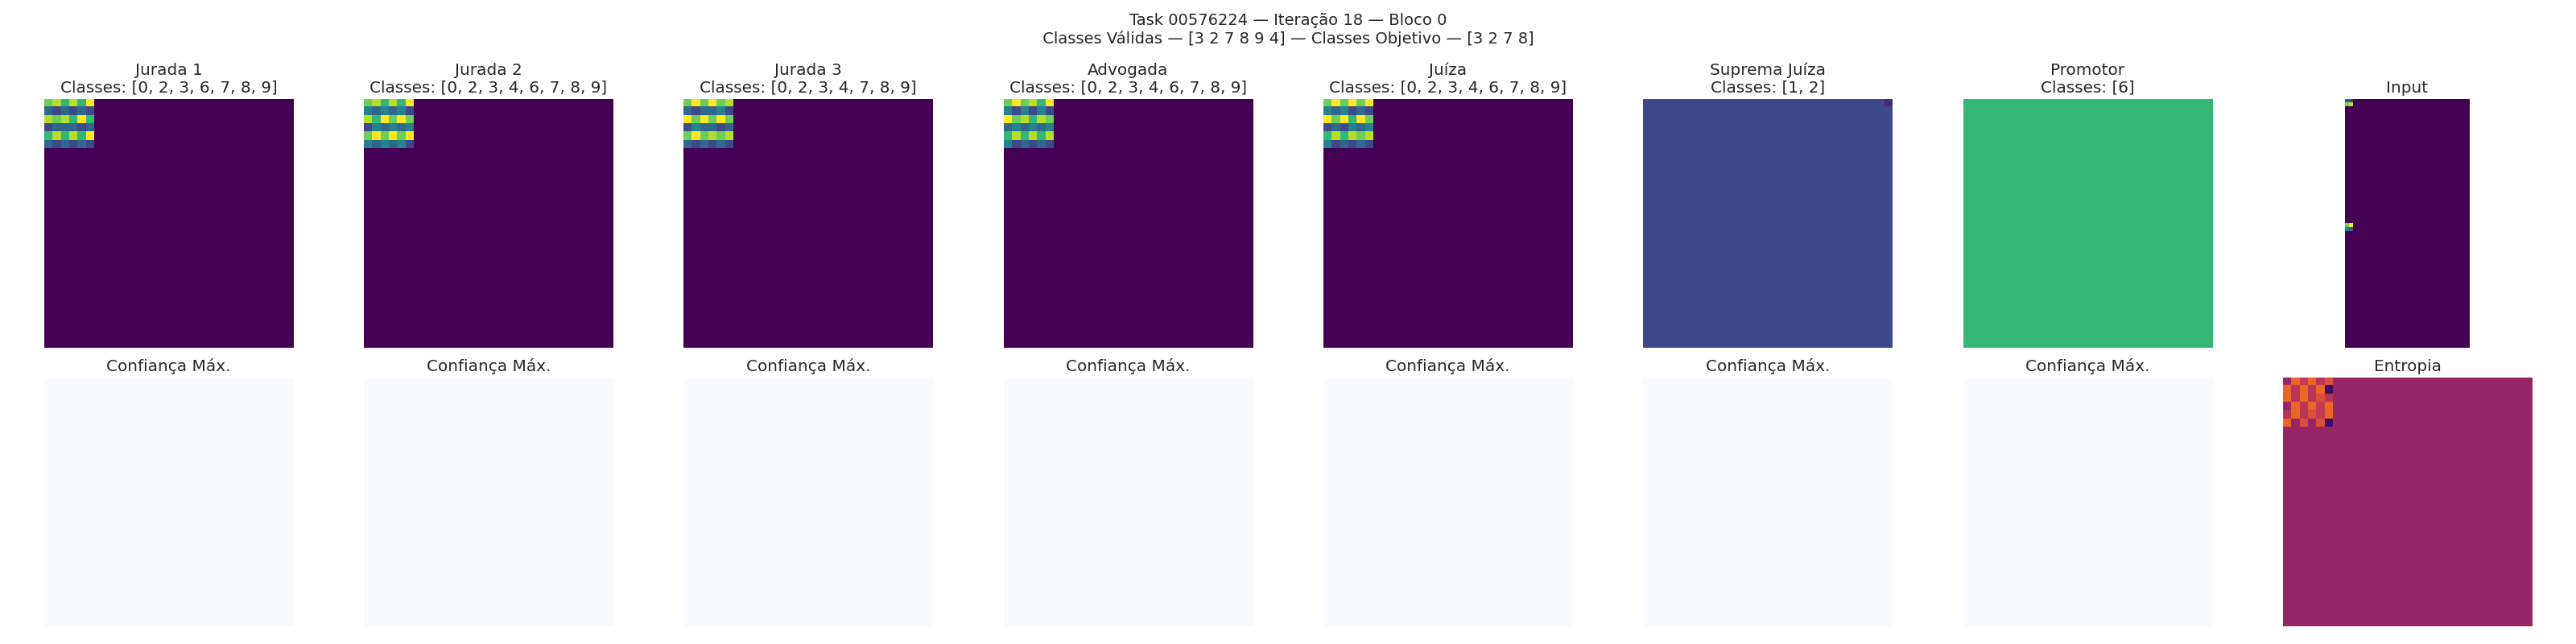 Task 00576224 — Iteração 18 — Bloco 0
Classes Válidas — [3 2 7 8 9 4] — Classes Objetivo — [3 2 7 8]
Jurada 1
Classes: [0, 2, 3, 6, 7, 8, 9]
Jurada 2
Classes: [0, 2, 3, 4, 6, 7, 8, 9]
Jurada 3
Classes: [0, 2, 3, 4, 7, 8, 9]
Advogada
Classes: [0, 2, 3, 4, 6, 7, 8, 9]
Juíza
Classes: [0, 2, 3, 4, 6, 7, 8, 9]
Suprema Juíza
Classes: [1, 2]
Promotor
Classes: [6]
Input
Confiança Máx.
Confiança Máx.
Confiança Máx.
Confiança Máx.
Confiança Máx.
Confiança Máx.
Confiança Máx.
Entropia